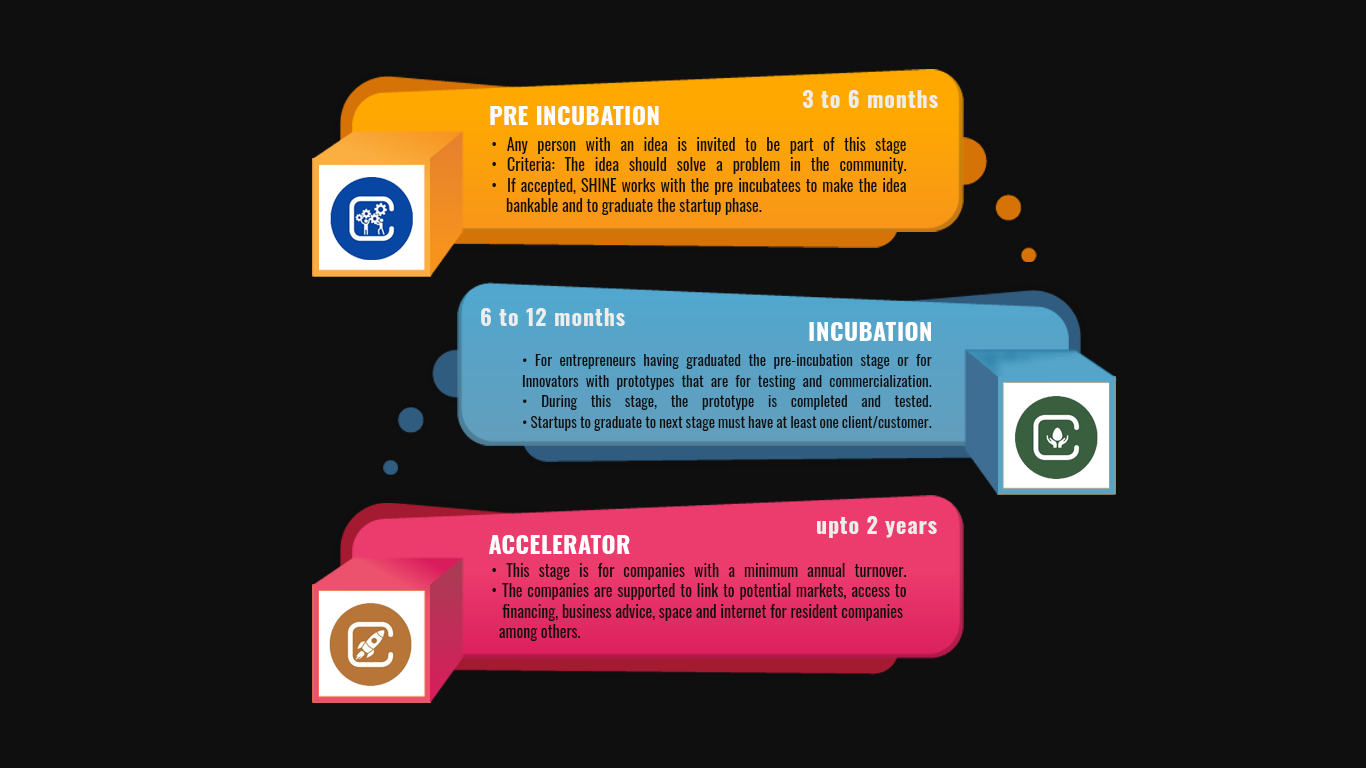 3 to 6 months
PRE INCUBATION
• Any person with an idea is invited to be part of this stage
• Criteria: The idea should solve a problem in the community.
• If accepted, SHINE works with the pre incubatees to make the idea
bankable and to graduate the startup phase.
6 to 12 months
INCUBATION
• For entrepreneurs having graduated the pre-incubation stage or for
Innovators with prototypes that are for testing and commercialization.
• During this stage, the prototype is completed and tested.
• Startups to graduate to next stage must have at least one client/customer.
upto 2 years
ACCELERATOR
• This stage is for companies with a minimum annual turnover.
• The companies are supported to link to potential markets, access to
financing, business advice, space and internet for resident companies
among others.